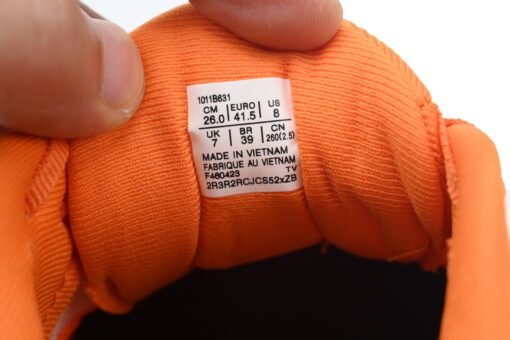 1011B631
CM EURO US
26.0 41.5 8
UK BR CN
7 39 260(2.5)
MADE IN VIETNAM
FABRIQUE AU VIETNAM
F460423 TV
2R3R2RCJCS52xZB